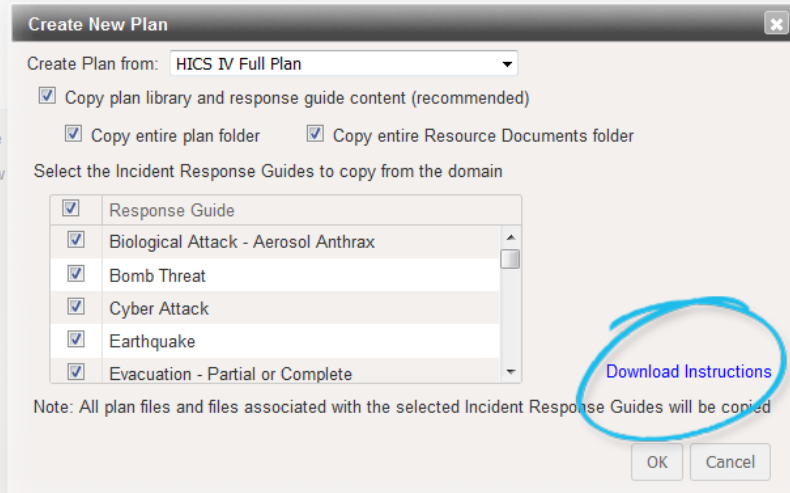 Create New Plan
Create Plan from: HICS IV Full Plan
Copy plan library and response guide content (recommended)
Copy entire plan folder Copy entire Resource Documents folder
Select the Incident Response Guides to copy from the domain
Response Guide
Biological Attack - Aerosol Anthrax
Bomb Threat
Cyber Attack
Earthquake
Evacuation - Partial or Complete
Download Instructions
Note: All plan files and files associated with the selected Incident Response Guides will be copied
OK Cancel